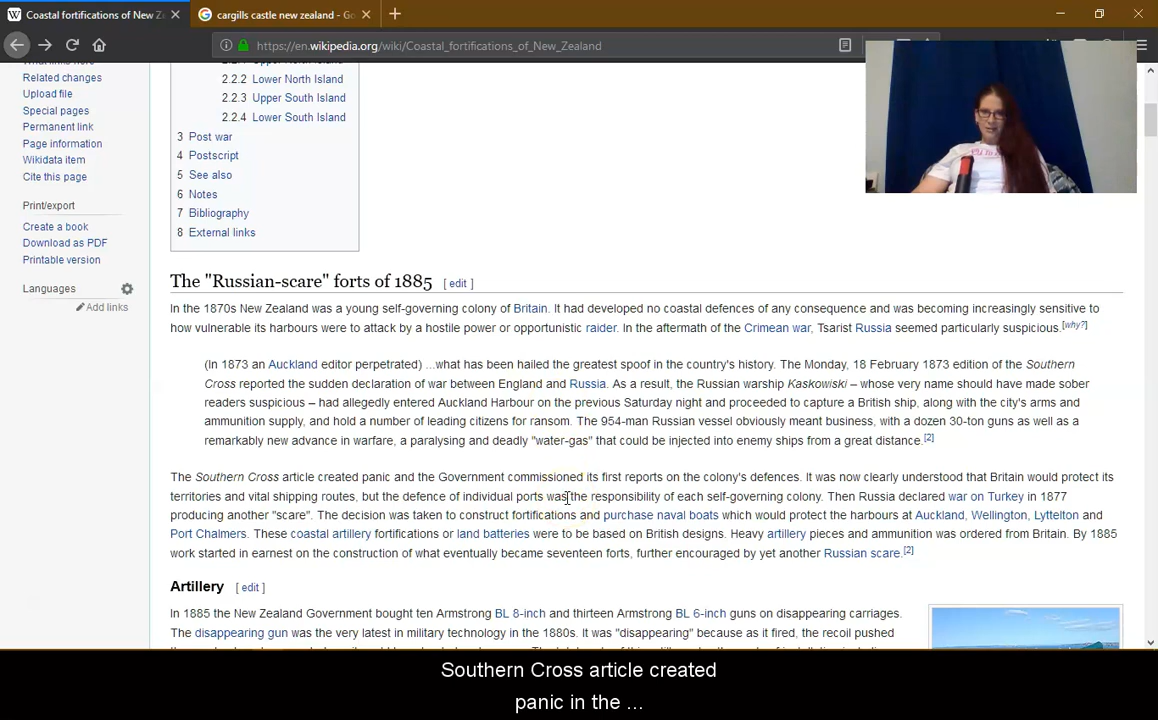 Coastal fortifications of New Z
cargills castle new zealand - Go
https://en.wikipedia.org/wiki/Coastal_fortifications_of_New_Zealand
Related changes
Upload file
Special pages
Permanent link
Page information
Wikidata item
Cite this page
Print/export
Create a book
Download as PDF
Printable version
Languages
Add links
2.2.2 Lower North Island
2.2.3 Upper South Island
2.2.4 Lower South Island
3 Post war
4 Postscript
5 See also
6 Notes
7 Bibliography
8 External links
The "Russian-scare" forts of 1885 [ edit ]
In the 1870s New Zealand was a young self-governing colony of Britain. It had developed no coastal defences of any consequence and was becoming increasingly sensitive to
how vulnerable its harbours were to attack by a hostile power or opportunistic raider. In the aftermath of the Crimean war, Tsarist Russia seemed particularly suspicious.[why?]
(In 1873 an Auckland editor perpetrated) ...what has been hailed the greatest spoof in the country's history. The Monday, 18 February 1873 edition of the Southern
Cross reported the sudden declaration of war between England and Russia. As a result, the Russian warship Kaskowiski – whose very name should have made sober
readers suspicious – had allegedly entered Auckland Harbour on the previous Saturday night and proceeded to capture a British ship, along with the city's arms and
ammunition supply, and hold a number of leading citizens for ransom. The 954-man Russian vessel obviously meant business, with a dozen 30-ton guns as well as a
remarkably new advance in warfare, a paralysing and deadly "water-gas" that could be injected into enemy ships from a great distance.[2]
The Southern Cross article created panic and the Government commissioned its first reports on the colony's defences. It was now clearly understood that Britain would protect its
territories and vital shipping routes, but the defence of individual ports was the responsibility of each self-governing colony. Then Russia declared war on Turkey in 1877
producing another "scare". The decision was taken to construct fortifications and purchase naval boats which would protect the harbours at Auckland, Wellington, Lyttelton and
Port Chalmers. These coastal artillery fortifications or land batteries were to be based on British designs. Heavy artillery pieces and ammunition was ordered from Britain. By 1885
work started in earnest on the construction of what eventually became seventeen forts, further encouraged by yet another Russian scare.[2]
Artillery [ edit ]
In 1885 the New Zealand Government bought ten Armstrong BL 8-inch and thirteen Armstrong BL 6-inch guns on disappearing carriages.
The disappearing gun was the very latest in military technology in the 1880s. It was "disappearing" because as it fired, the recoil pushed
Southern Cross article created
panic in the ...